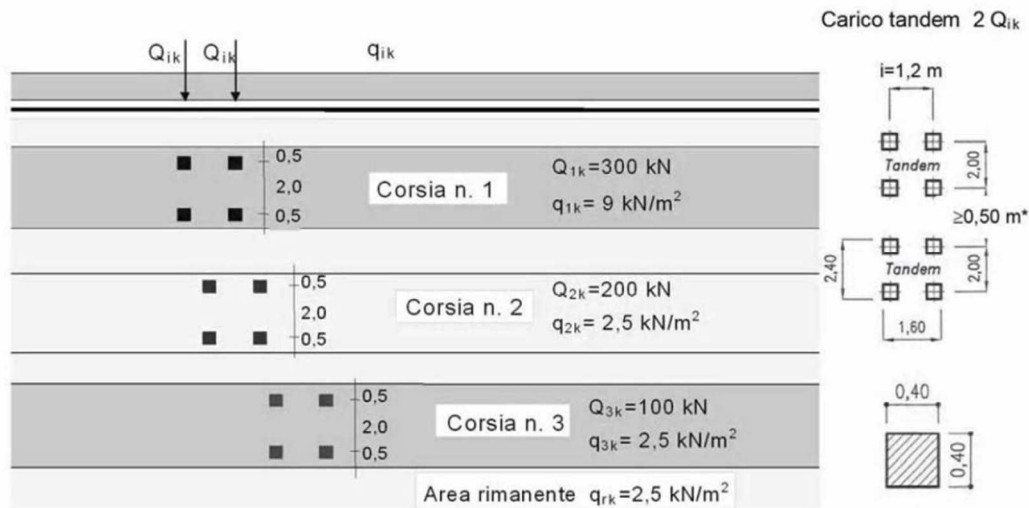 Carico tandem 2 Qik
Qik Qik qik
i=1,2 m
0,5
2,0
0,5
Corsia n. 1
Q1k=300 kN
q1k= 9 kN/m²
Tandem
2,00
≥0,50 m*
0,5
2,0
0,5
Corsia n. 2
Q2k=200 kN
q2k= 2,5 kN/m²
2,40
Tandem
2,00
1,60
0,5
2,0
0,5
Corsia n. 3
Q3k=100 kN
q3k= 2,5 kN/m²
0,40
0,40
Area rimanente qrk=2,5 kN/m²